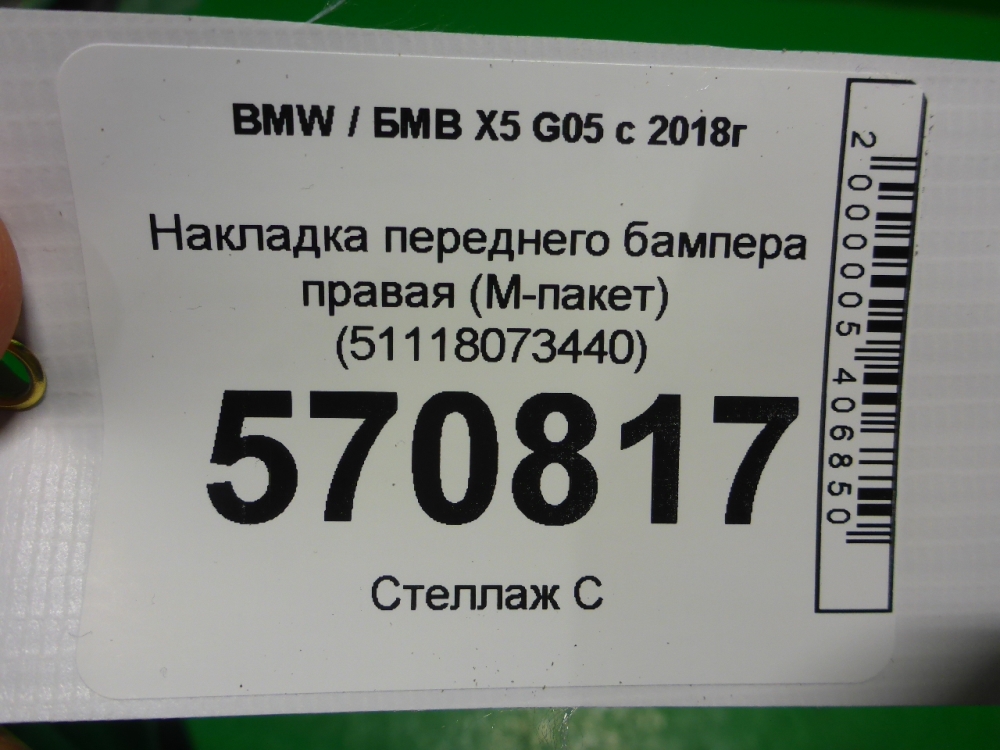 BMW / БМВ X5 G05 с 2018г
Накладка переднего бампера
правая (М-пакет)
(51118073440)
570817
Стеллаж С
2000005406850